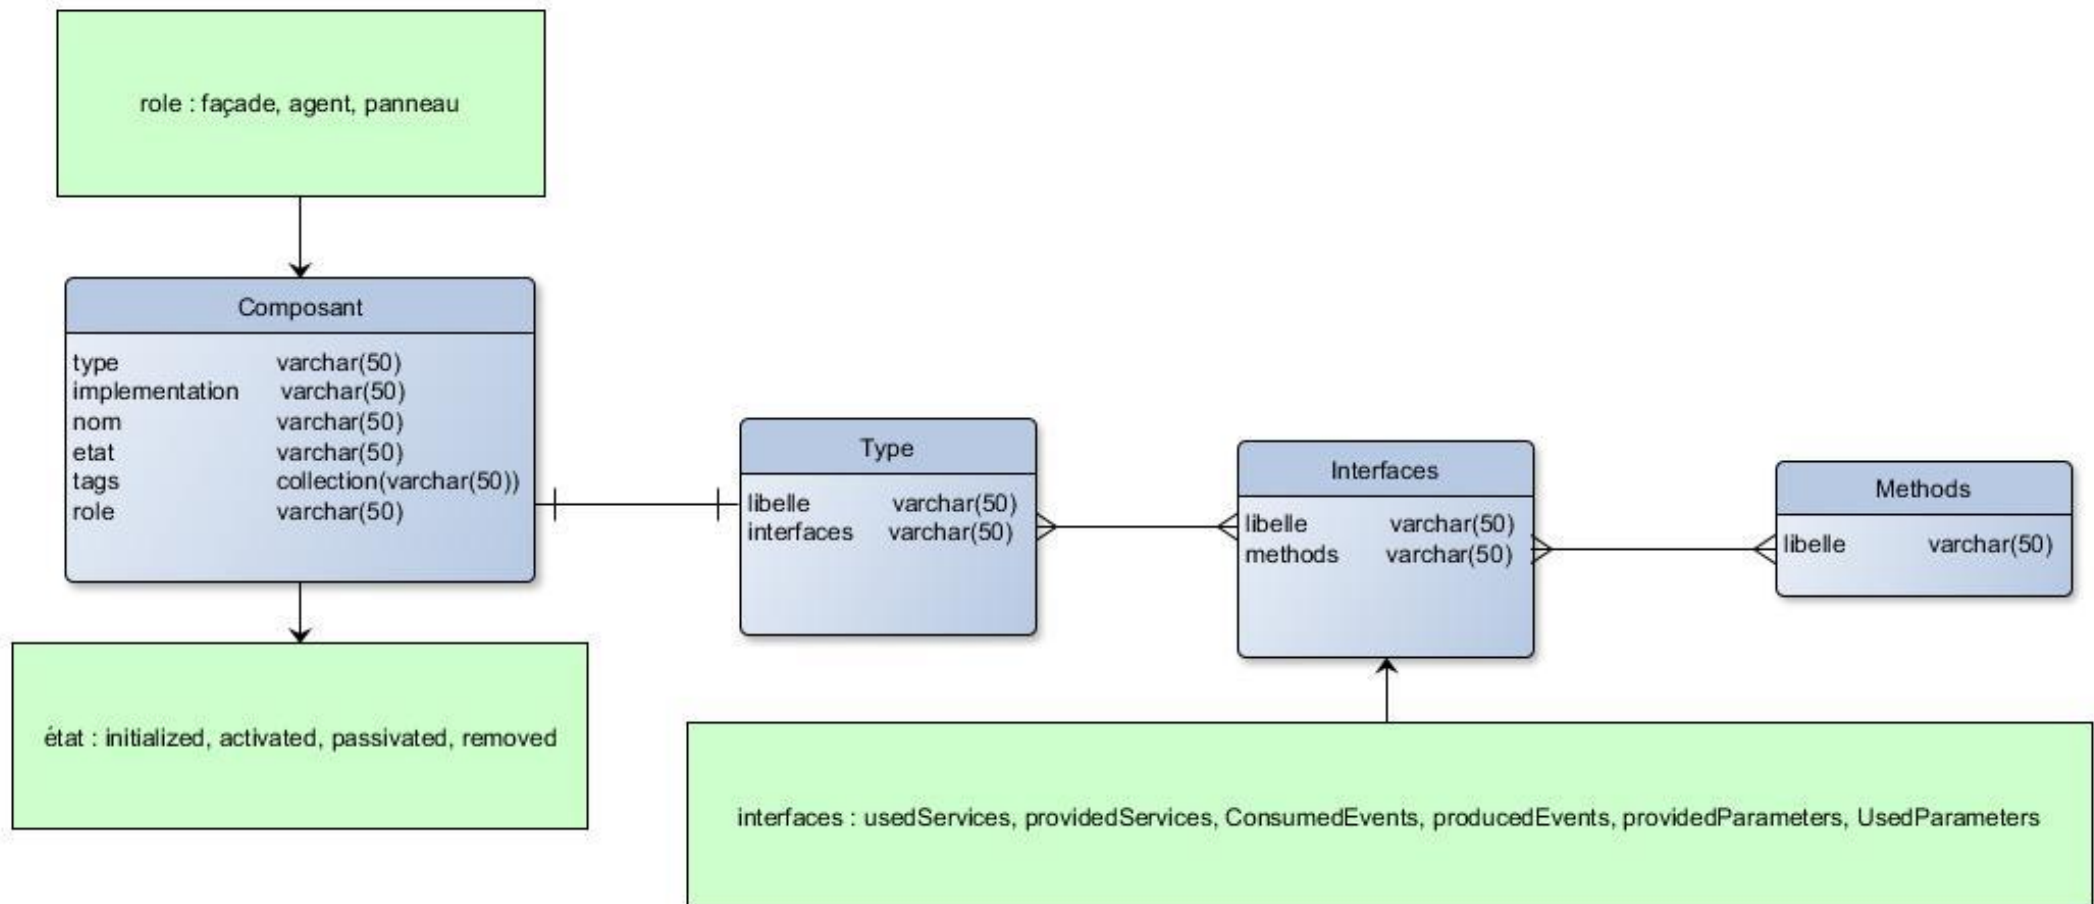 role : façade, agent, panneau
Composant
type varchar(50)
implementation varchar(50)
nom varchar(50)
etat varchar(50)
tags collection(varchar(50))
role varchar(50)
état : initialized, activated, passivated, removed
Type
libelle varchar(50)
interfaces varchar(50)
Interfaces
libelle varchar(50)
methods varchar(50)
Methods
libelle varchar(50)
interfaces : usedServices, providedServices, ConsumedEvents, producedEvents, providedParameters, UsedParameters